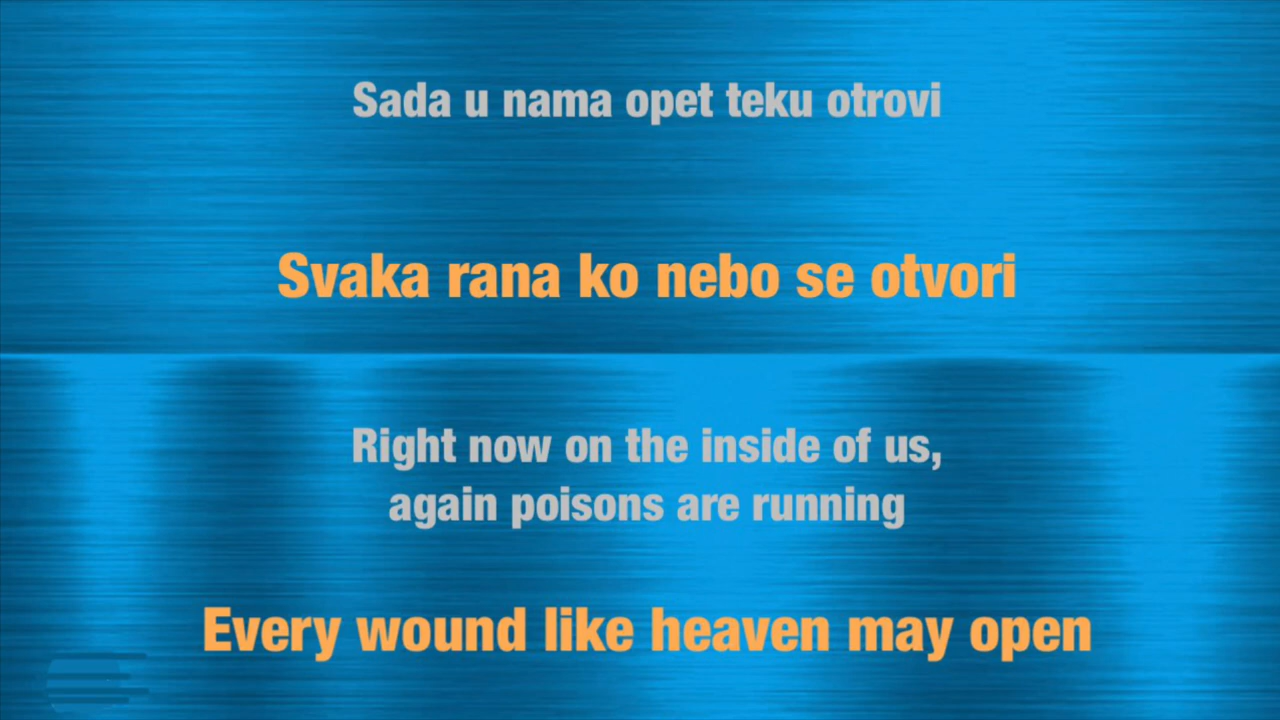 Sada u nama opet teku otrovi
Svaka rana ko nebo se otvori
Right now on the inside of us,
again poisons are running
Every wound like heaven may open